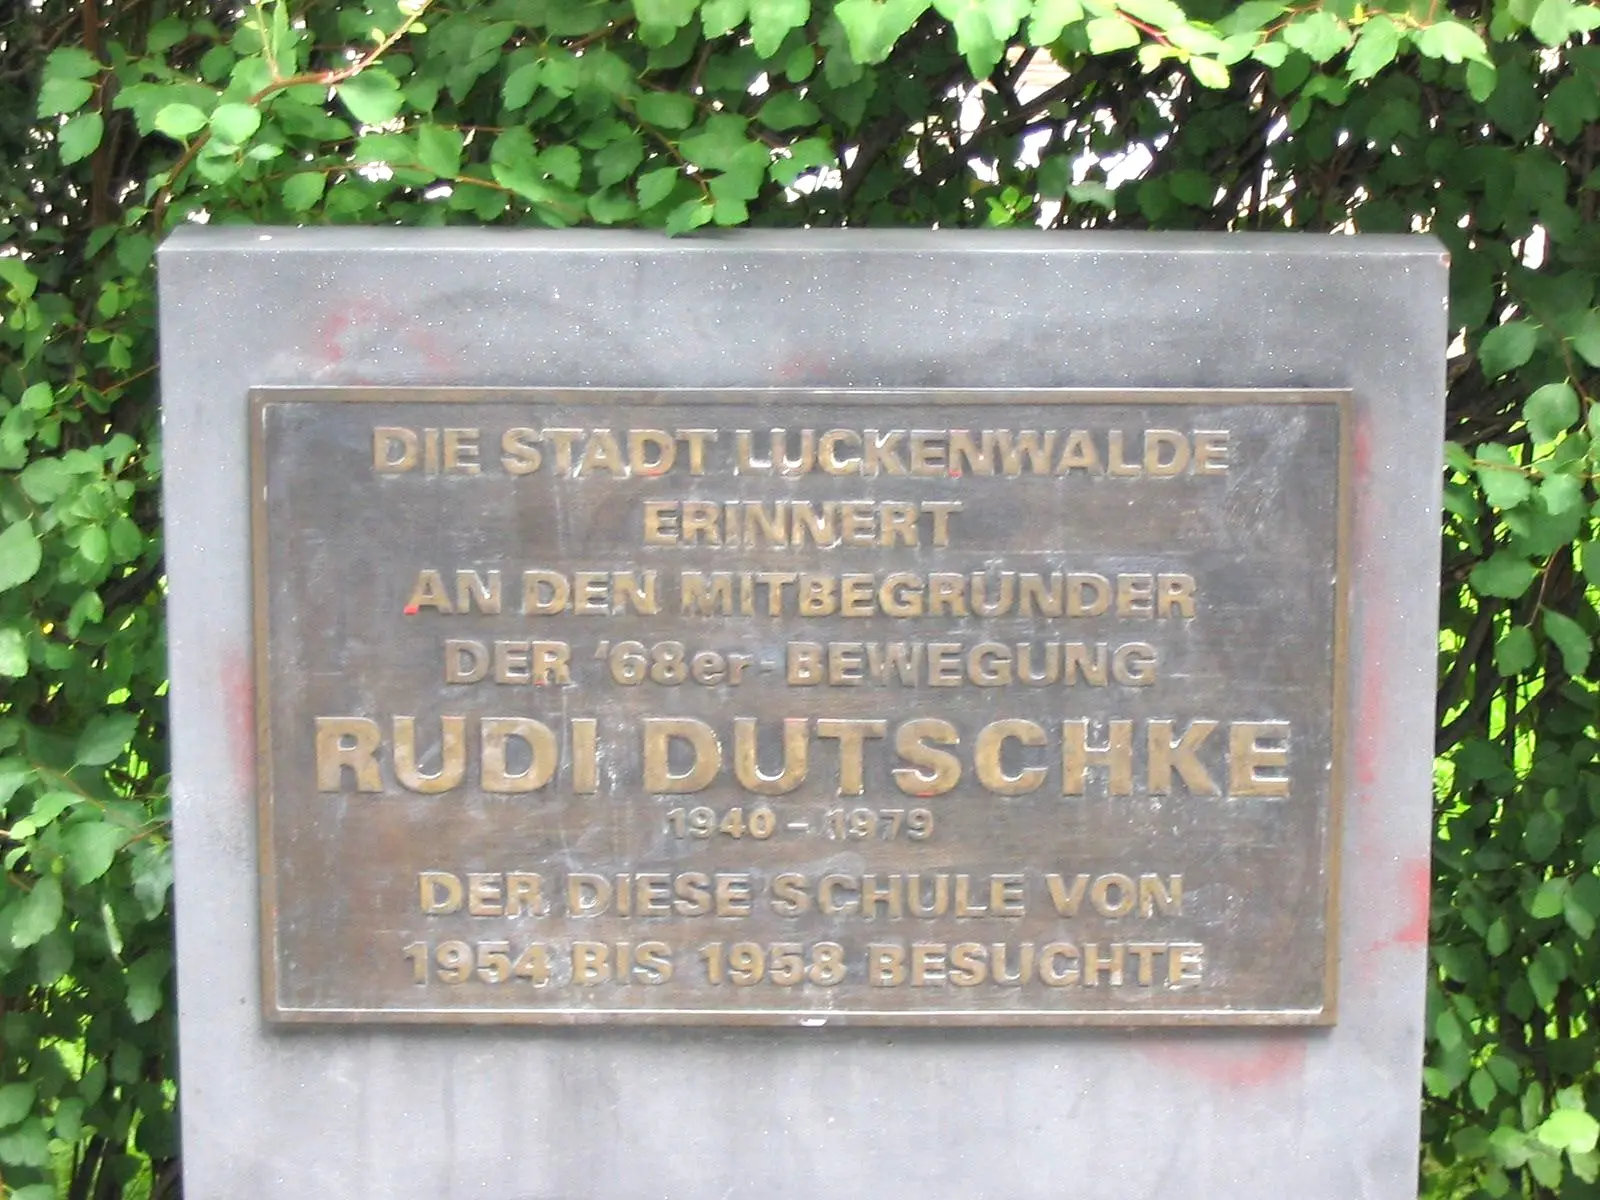 DIE STADT LUCKENWALDE
ERINNERT
AN DEN MITBEGRÜNDER
DER '68er-BEWEGUNG
RUDI DUTSCHKE
1940 - 1979
DER DIESE SCHULE VON
1954 BIS 1958 BESUCHTE